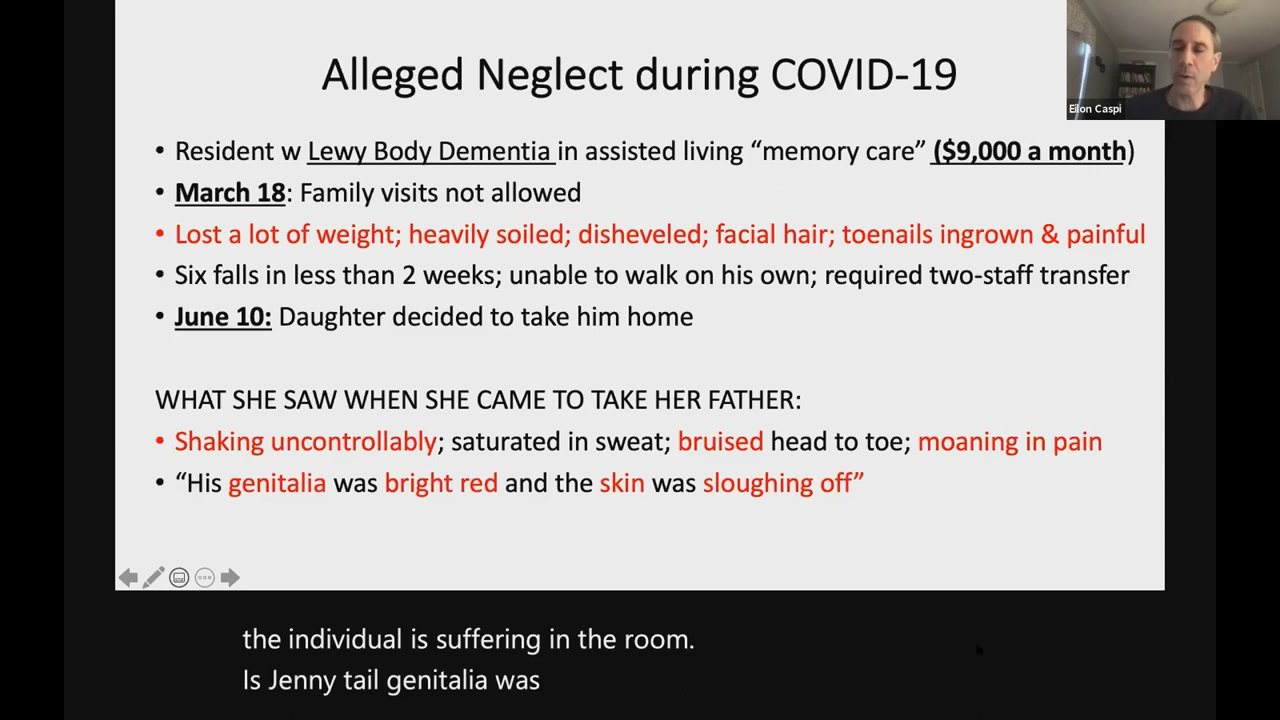 Alleged Neglect during COVID-19
Eilon Caspi
• Resident w Lewy Body Dementia in assisted living “memory care” ($9,000 a month)
• March 18: Family visits not allowed
• Lost a lot of weight; heavily soiled; disheveled; facial hair; toenails ingrown & painful
• Six falls in less than 2 weeks; unable to walk on his own; required two-staff transfer
• June 10: Daughter decided to take him home
WHAT SHE SAW WHEN SHE CAME TO TAKE HER FATHER:
• Shaking uncontrollably; saturated in sweat; bruised head to toe; moaning in pain
• “His genitalia was bright red and the skin was sloughing off”
the individual is suffering in the room.
Is Jenny tail genitalia was